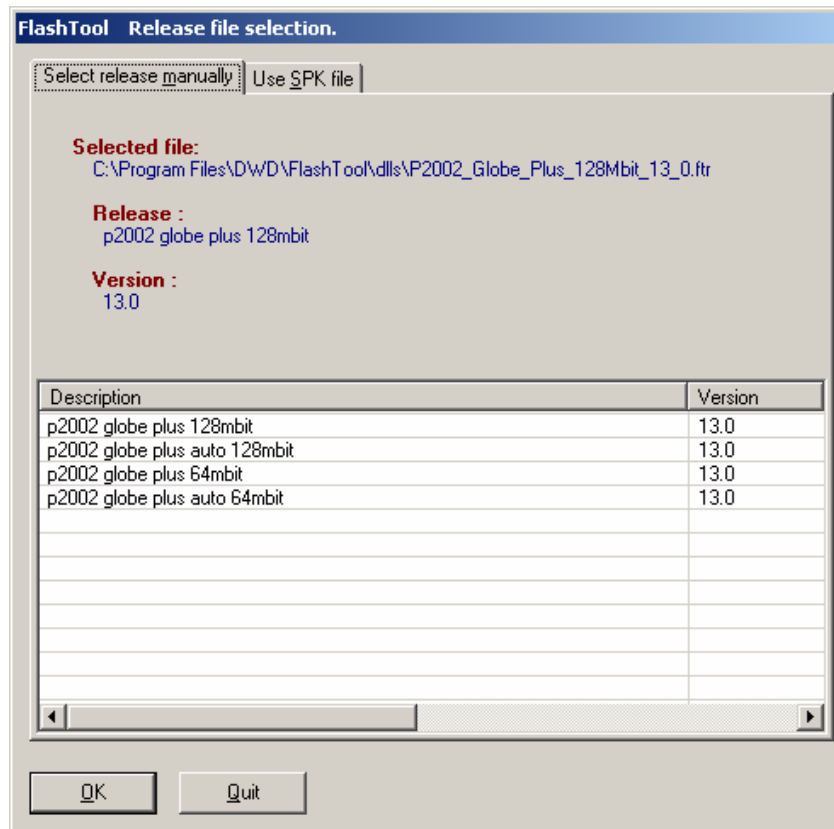 FlashTool Release file selection.
Select release manually Use SPK file
Selected file:
C:\Program Files\DWD\FlashTool\dlls\P2002_Globe_Plus_128Mbit_13_0.ftr
Release :
p2002 globe plus 128mbit
Version :
13.0
Description Version
p2002 globe plus 128mbit 13.0
p2002 globe plus auto 128mbit 13.0
p2002 globe plus 64mbit 13.0
p2002 globe plus auto 64mbit 13.0
OK Quit